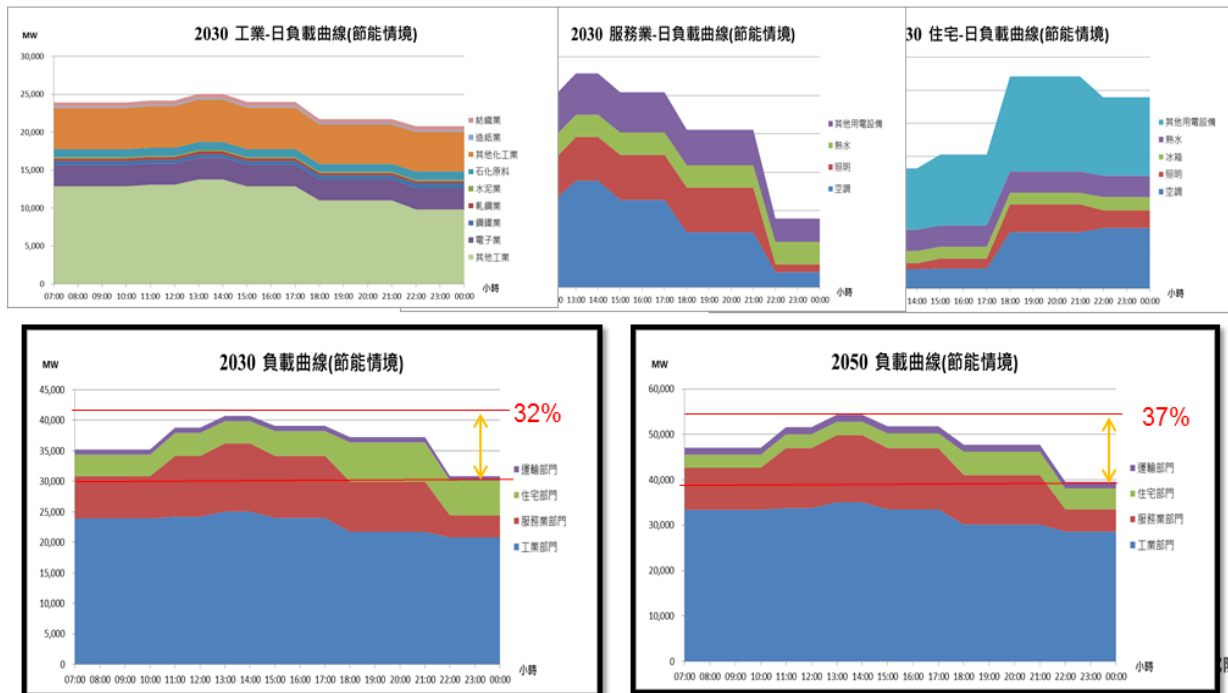 2030 工業-日負載曲線(節能情境)
MW
30,000
25,000
20,000
15,000
10,000
5,000
0
07:00 08:00 09:00 10:00 11:00 12:00 13:00 14:00 15:00 16:00 17:00 18:00 19:00 20:00 21:00 22:00 23:00 00:00
小時
紡織業
造紙業
其他化工業
石化原料
水泥業
軋鋼業
鋼鐵業
電子業
其他工業
2030 服務業-日負載曲線(節能情境)
13:00 14:00 15:00 16:00 17:00 18:00 19:00 20:00 21:00 22:00 23:00 00:00
小時
其他用電設備
熱水
照明
空調
30 住宅-日負載曲線(節能情境)
14:00 15:00 16:00 17:00 18:00 19:00 20:00 21:00 22:00 23:00 00:00
小時
其他用電設備
熱水
冰箱
照明
空調
2030 負載曲線(節能情境)
MW
45,000
40,000
35,000
30,000
25,000
20,000
15,000
10,000
5,000
0
07:00 08:00 09:00 10:00 11:00 12:00 13:00 14:00 15:00 16:00 17:00 18:00 19:00 20:00 21:00 22:00 23:00 00:00
小時
32%
運輸部門
住宅部門
服務業部門
工業部門
2050 負載曲線(節能情境)
MW
60,000
50,000
40,000
30,000
20,000
10,000
0
07:00 08:00 09:00 10:00 11:00 12:00 13:00 14:00 15:00 16:00 17:00 18:00 19:00 20:00 21:00 22:00 23:00 00:00
小時
37%
運輸部門
住宅部門
服務業部門
工業部門